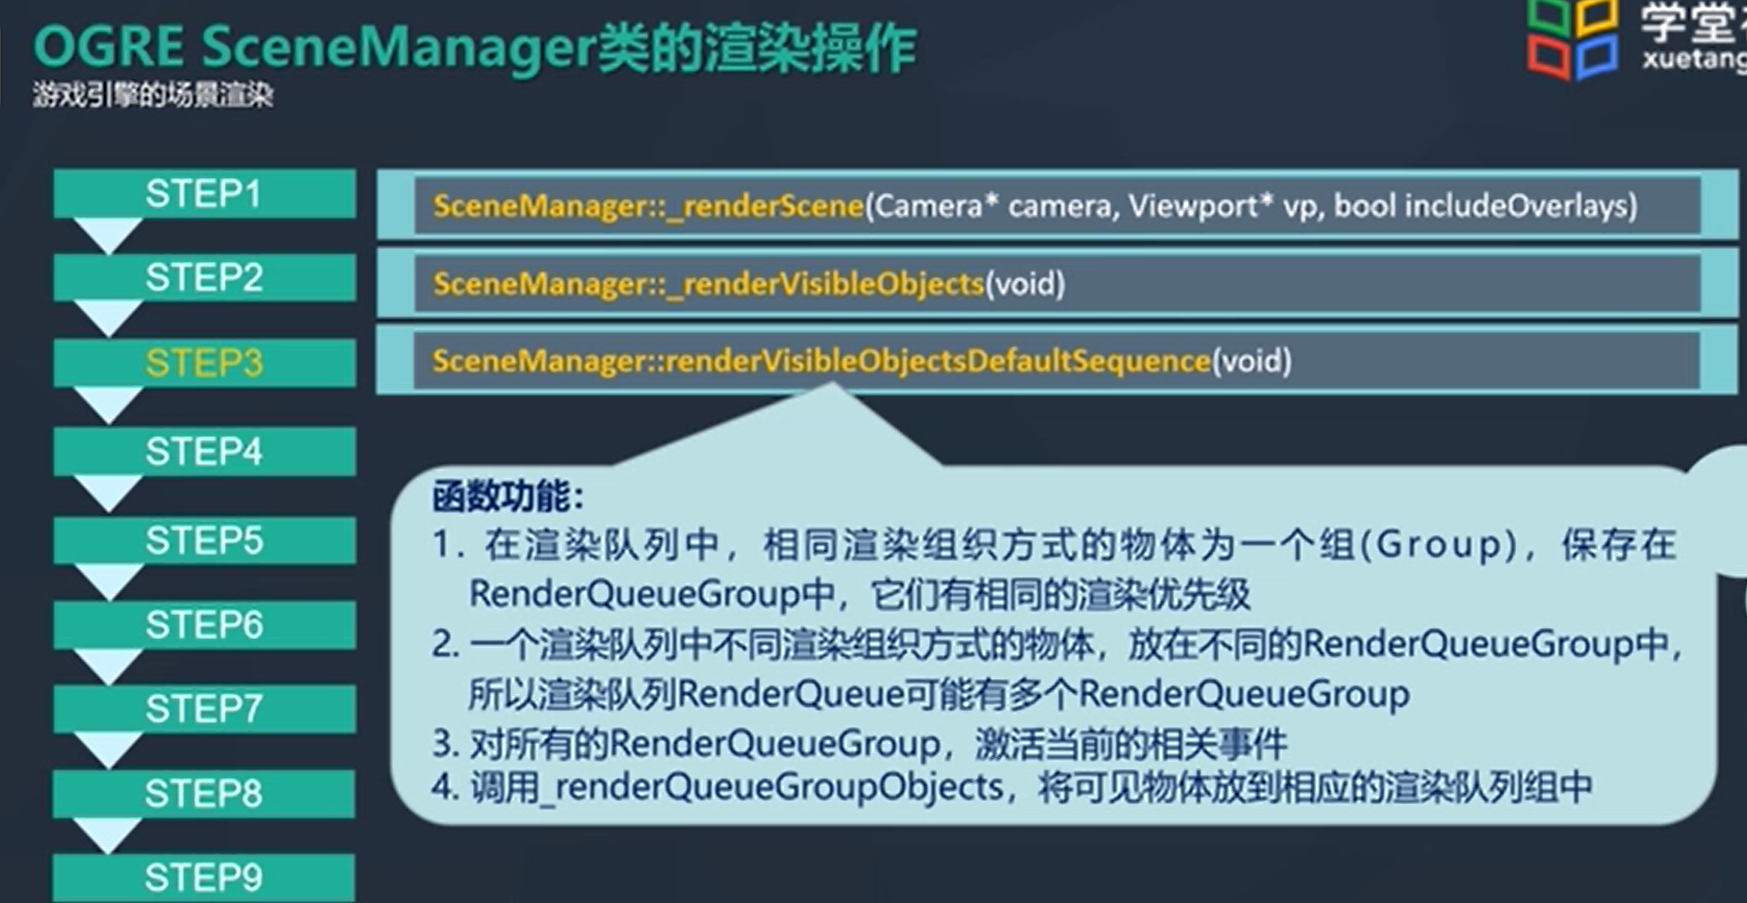 OGRE SceneManager类的渲染操作
游戏引擎的场景渲染
学堂
xuetang
STEP1
SceneManager::_renderScene(Camera* camera, Viewport* vp, bool includeOverlays)
STEP2
SceneManager::_renderVisibleObjects(void)
STEP3
SceneManager::renderVisibleObjectsDefaultSequence(void)
STEP4
STEP5
STEP6
STEP7
STEP8
STEP9
函数功能：
1. 在渲染队列中，相同渲染组织方式的物体为一个组(Group)，保存在
RenderQueueGroup中，它们有相同的渲染优先级
2. 一个渲染队列中不同渲染组织方式的物体，放在不同的RenderQueueGroup中，
所以渲染队列RenderQueue可能有多个RenderQueueGroup
3. 对所有的RenderQueueGroup，激活当前的相关事件
4. 调用_renderQueueGroupObjects，将可见物体放到相应的渲染队列组中